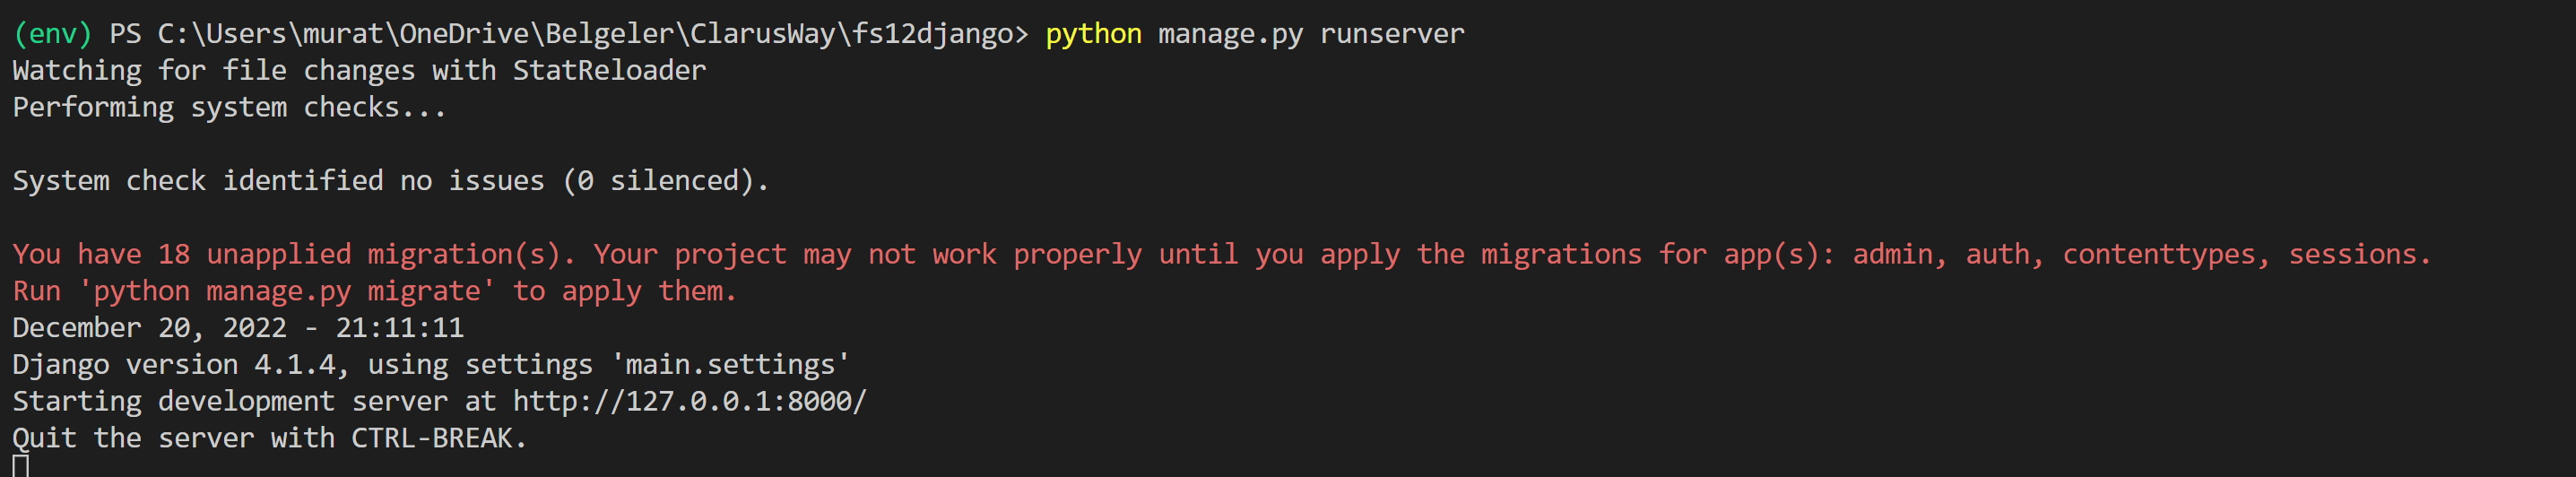 (env) PS C:\Users\murat\OneDrive\Belgeler\ClarusWay\fs12django> python manage.py runserver
Watching for file changes with StatReloader
Performing system checks...
System check identified no issues (0 silenced).
You have 18 unapplied migration(s). Your project may not work properly until you apply the migrations for app(s): admin, auth, contenttypes, sessions.
Run 'python manage.py migrate' to apply them.
December 20, 2022 - 21:11:11
Django version 4.1.4, using settings 'main.settings'
Starting development server at http://127.0.0.1:8000/
Quit the server with CTRL-BREAK.